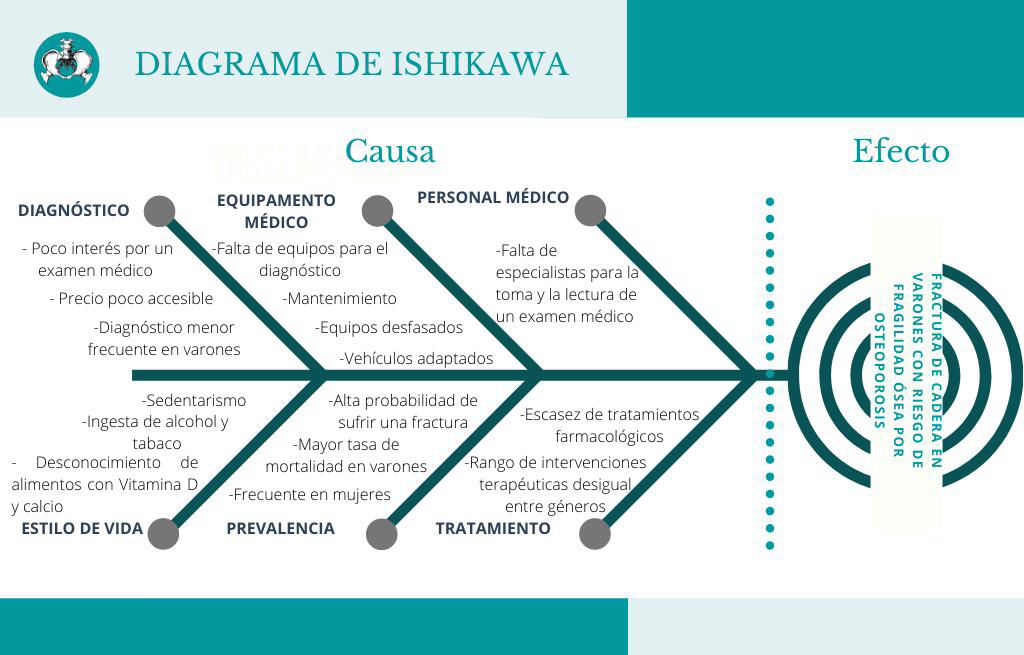 DIAGRAMA DE ISHIKAWA
Causa
Efecto
DIAGNÓSTICO
- Poco interés por un
examen médico
- Precio poco accesible
-Diagnóstico menor
frecuente en varones
EQUIPAMENTO
MÉDICO
-Falta de equipos para el
diagnóstico
-Mantenimiento
-Equipos desfasados
-Vehículos adaptados
PERSONAL MÉDICO
-Falta de
especialistas para la
toma y la lectura de
un examen médico
-Sedentarismo
-Ingesta de alcohol y
tabaco
- Desconocimiento de
alimentos con Vitamina D
y calcio
ESTILO DE VIDA
-Alta probabilidad de
sufrir una fractura
-Mayor tasa de
mortalidad en varones
-Frecuente en mujeres
PREVALENCIA
-Escasez de tratamientos
farmacológicos
-Rango de intervenciones
terapéuticas desigual
entre géneros
TRATAMIENTO
FRACTURA DE CADERA EN
VARONES CON RIESGO DE
FRAGILIDAD ÓSEA POR
OSTEOPOROSIS